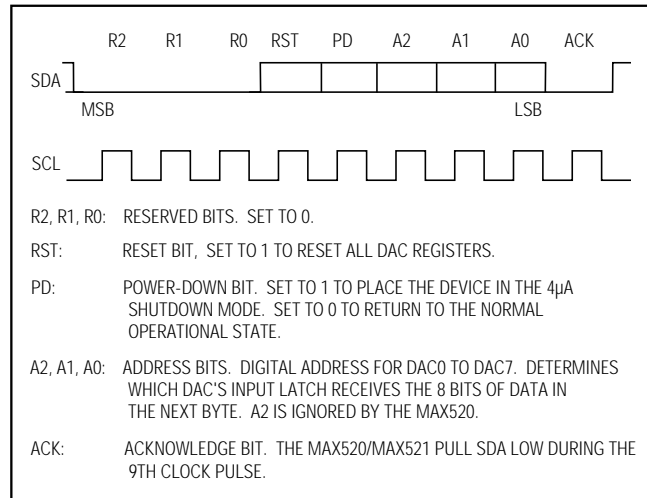 R2 R1 R0 RST PD A2 A1 A0 ACK
SDA
MSB LSB
SCL
R2, R1, R0: RESERVED BITS. SET TO 0.
RST: RESET BIT, SET TO 1 TO RESET ALL DAC REGISTERS.
PD: POWER-DOWN BIT. SET TO 1 TO PLACE THE DEVICE IN THE 4µA
SHUTDOWN MODE. SET TO 0 TO RETURN TO THE NORMAL
OPERATIONAL STATE.
A2, A1, A0: ADDRESS BITS. DIGITAL ADDRESS FOR DAC0 TO DAC7. DETERMINES
WHICH DAC'S INPUT LATCH RECEIVES THE 8 BITS OF DATA IN
THE NEXT BYTE. A2 IS IGNORED BY THE MAX520.
ACK: ACKNOWLEDGE BIT. THE MAX520/MAX521 PULL SDA LOW DURING THE
9TH CLOCK PULSE.